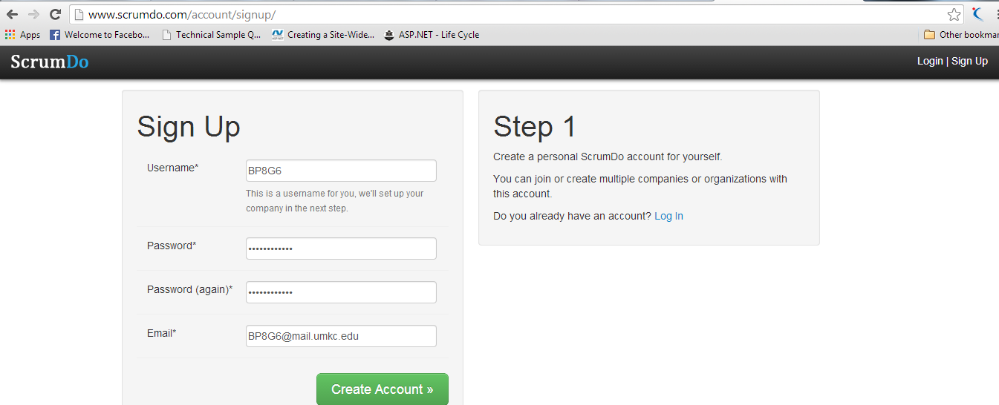 www.scrumdo.com/account/signup/
Apps Welcome to Facebo... Technical Sample Q... Creating a Site-Wide... ASP.NET - Life Cycle Other bookmar
ScrumDo Login | Sign Up
Sign Up
Username* BP8G6
This is a username for you, we'll set up your
company in the next step.
Password* ••••••••••••
Password (again)* ••••••••••••
Email* BP8G6@mail.umkc.edu
Create Account »
Step 1
Create a personal ScrumDo account for yourself.
You can join or create multiple companies or organizations with
this account.
Do you already have an account? Log In